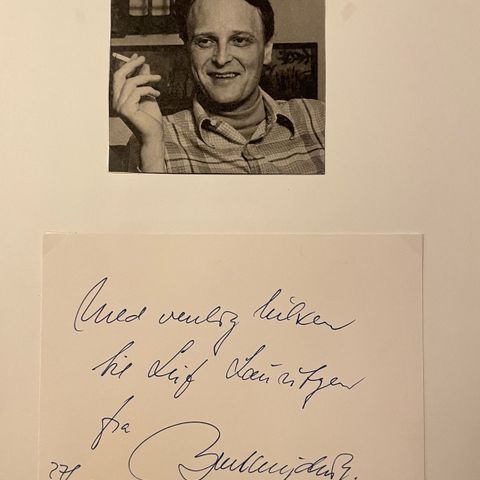 Med venlig hilsen
til Leif Lauritzen
fra